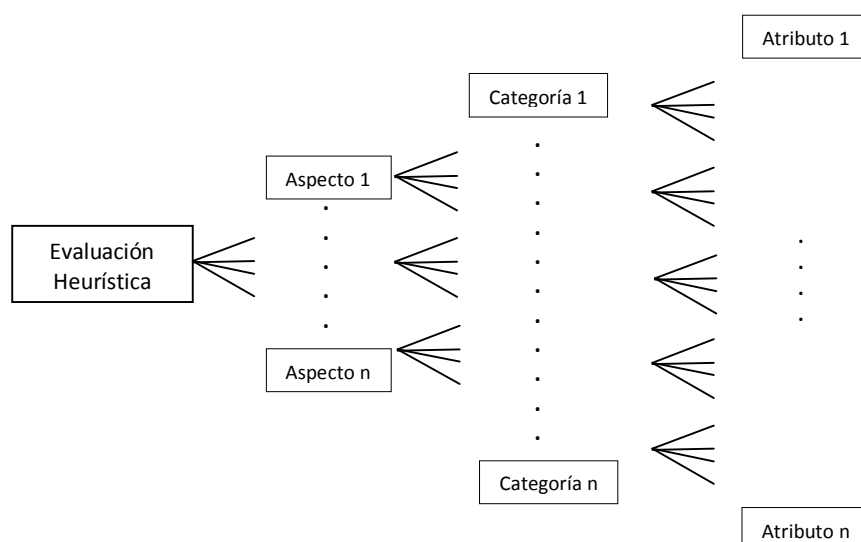 Atributo 1
Categoría 1
Aspecto 1
Evaluación
Heurística
Aspecto n
Categoría n
Atributo n